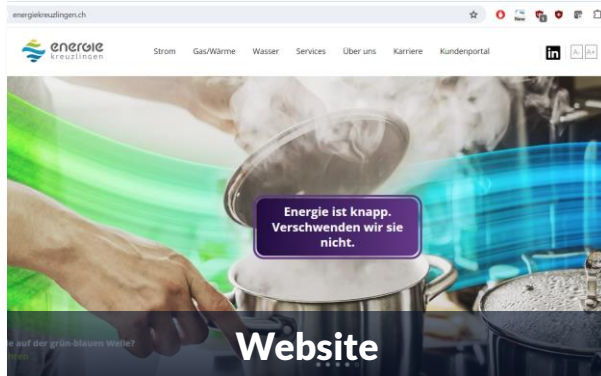 energiekreuzlingen.ch
New
energie
kreuzlingen
Strom Gas/Wärme Wasser Services Über uns Karriere Kundenportal
in
A- A+
Energie ist knapp.
Verschwenden wir sie
nicht.
e auf der grün-blauen Welle?
Website